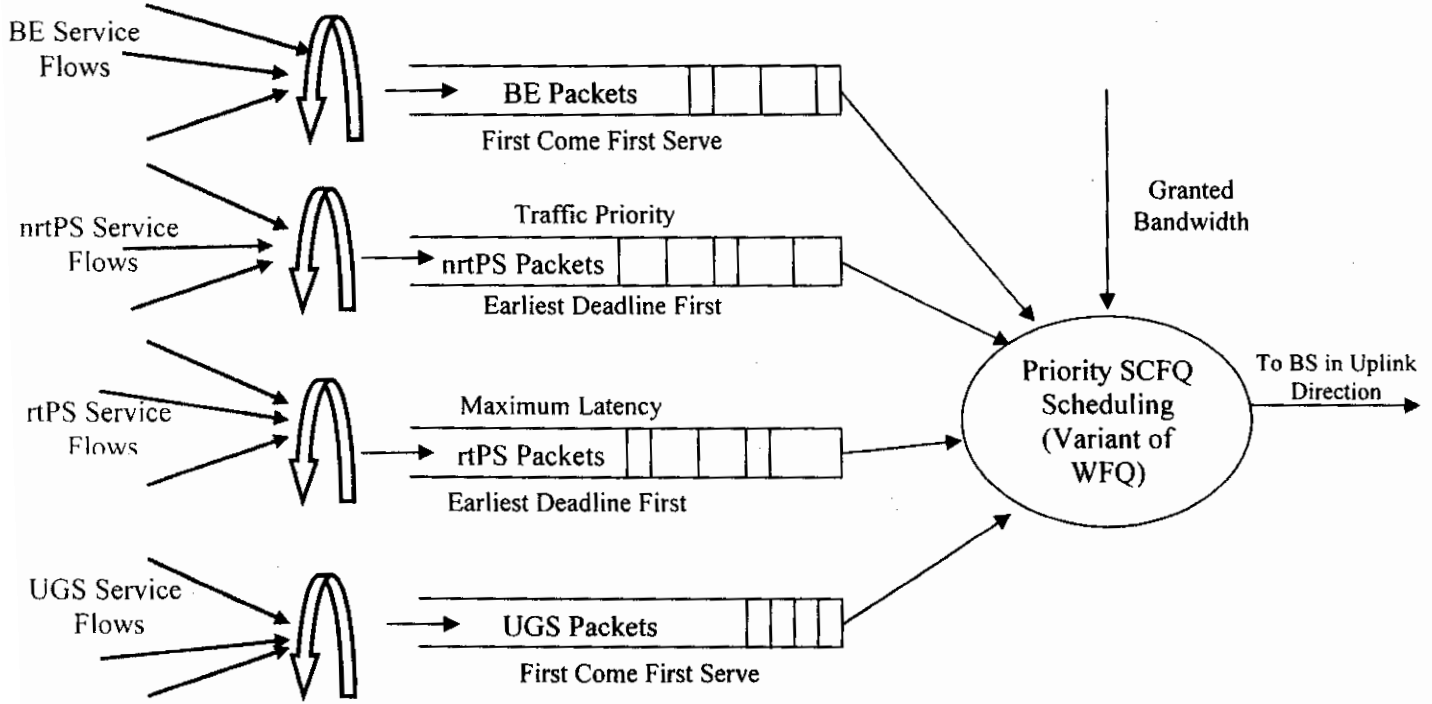 BE Service
Flows
BE Packets
First Come First Serve
nrtPS Service
Flows
Traffic Priority
nrtPS Packets
Earliest Deadline First
rtPS Service
Flows
Maximum Latency
rtPS Packets
Earliest Deadline First
UGS Service
Flows
UGS Packets
First Come First Serve
Granted
Bandwidth
Priority SCFQ
Scheduling
(Variant of
WFQ)
To BS in Uplink
Direction